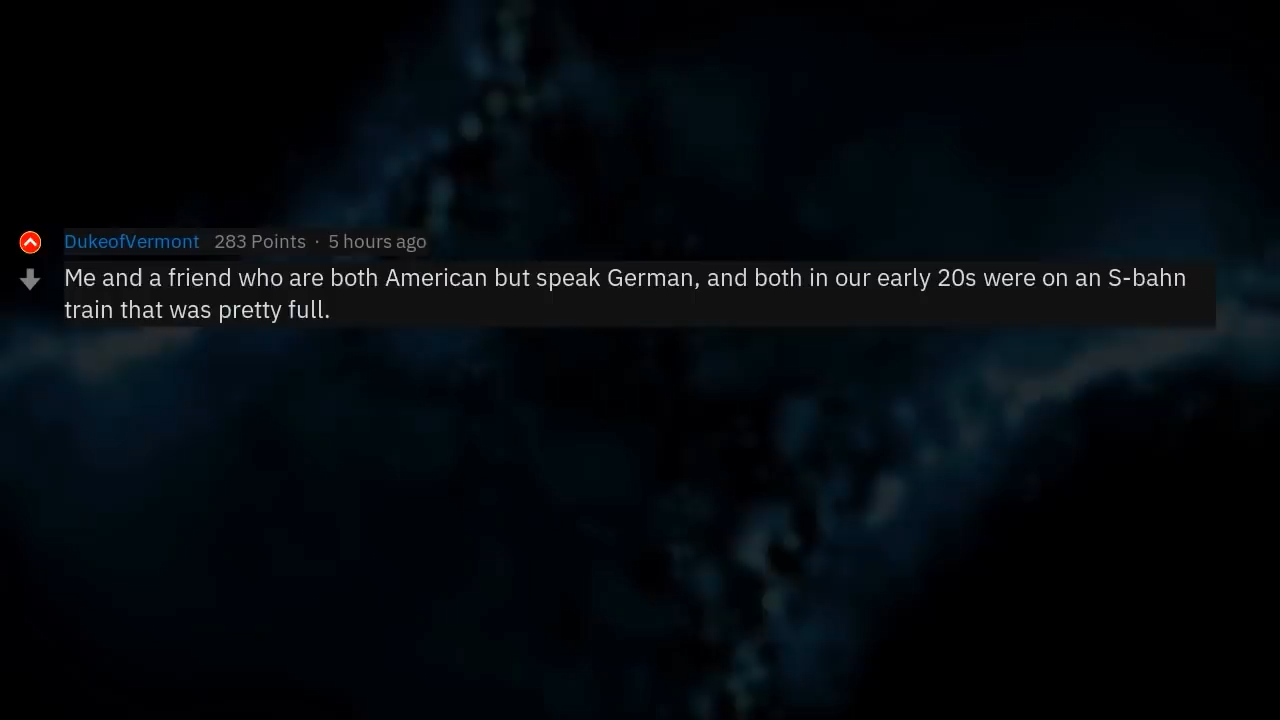 DukeofVermont 283 Points · 5 hours ago
Me and a friend who are both American but speak German, and both in our early 20s were on an S-bahn
train that was pretty full.